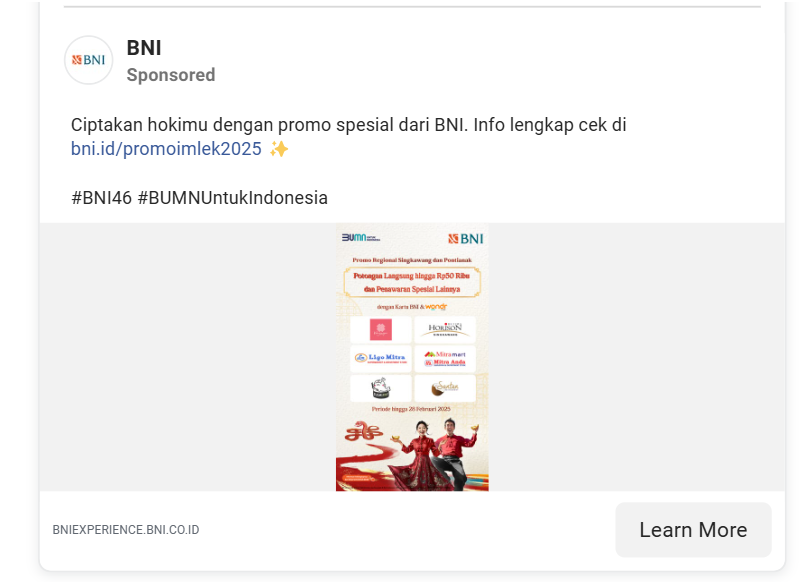 BNI
BNI
Sponsored
Ciptakan hokimu dengan promo spesial dari BNI. Info lengkap cek di
bni.id/promoimlek2025 ✨
#BNI46 #BUMNUntukIndonesia
BUMN
BNI
Promo Regional Singkawang dan Pontianak
Potongan Langsung hingga Rp50 Ribu
dan Penawaran Spesial Lainnya
dengan Kartu BNI & wondr
HORISON
Ligo Mitra
Mitramart
Mitra Anda
Periode hingga 28 Februari 2025
BNIEXPERIENCE.BNI.CO.ID
Learn More